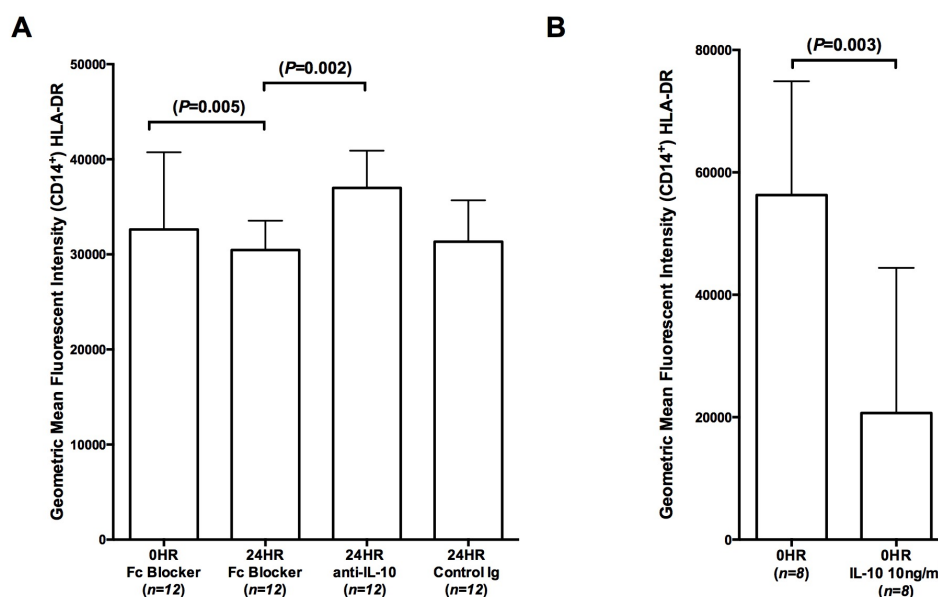 A
Geometric Mean Fluorescent Intensity (CD14+) HLA-DR
50000
40000
30000
20000
10000
0
(P=0.005)
(P=0.002)
0HR
Fc Blocker
(n=12)
24HR
Fc Blocker
(n=12)
24HR
anti-IL-10
(n=12)
24HR
Control Ig
(n=12)
B
Geometric Mean Fluorescent Intensity (CD14+) HLA-DR
80000
60000
40000
20000
0
(P=0.003)
0HR
(n=8)
0HR
IL-10 10ng/m
(n=8)